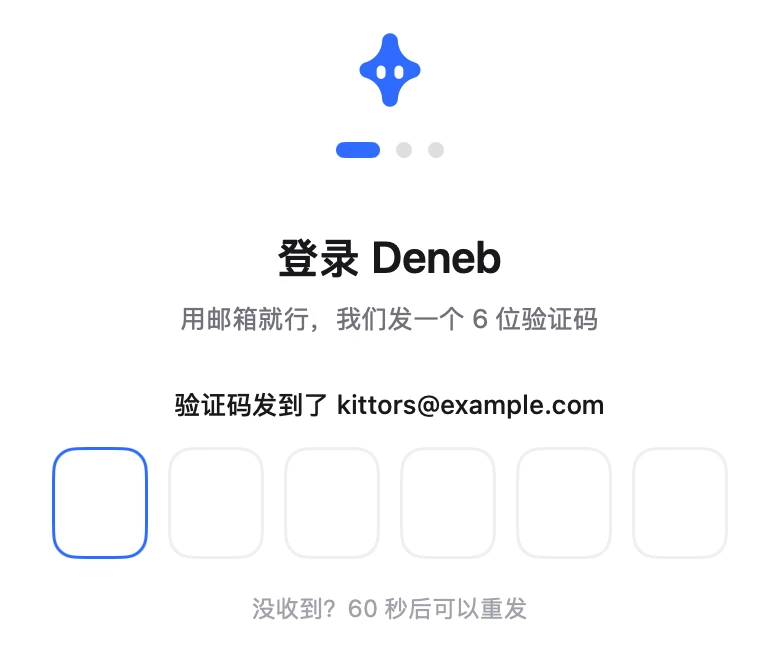 登录 Deneb
用邮箱就行，我们发一个 6 位验证码
验证码发到了 kittors@example.com
没收到？60 秒后可以重发